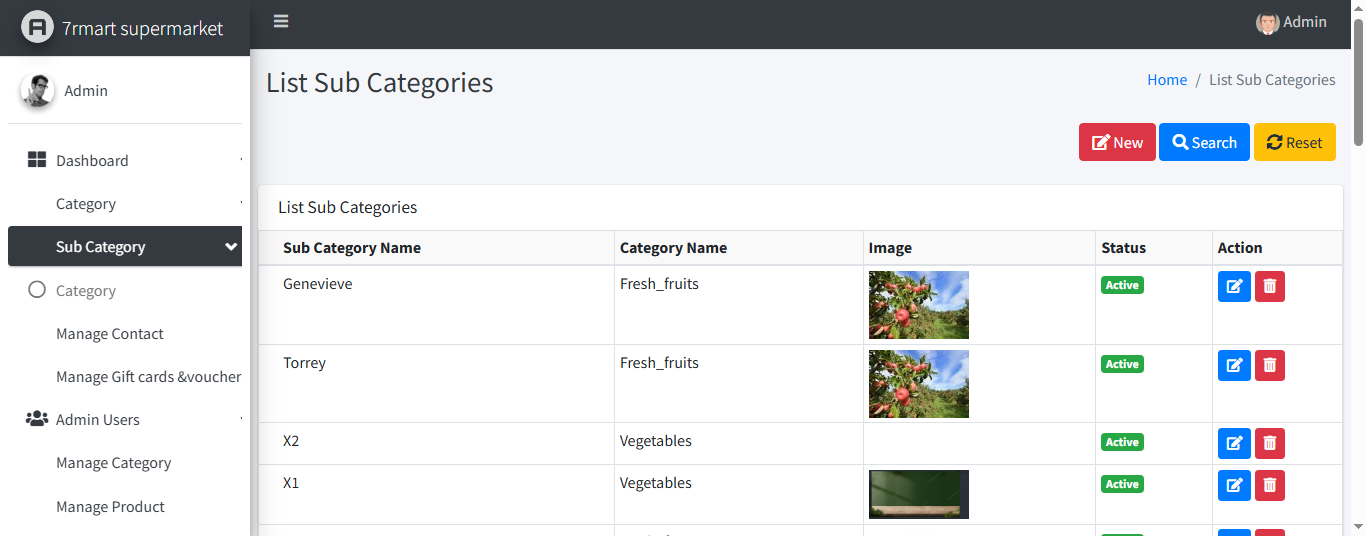 7rmart supermarket
Admin
Admin
List Sub Categories
Home / List Sub Categories
New
Search
Reset
Dashboard
Category
Sub Category
Category
Manage Contact
Manage Gift cards &voucher
Admin Users
Manage Category
Manage Product
List Sub Categories
Sub Category Name Category Name Image Status Action
Genevieve Fresh_fruits Active
Torrey Fresh_fruits Active
X2 Vegetables Active
X1 Vegetables Active